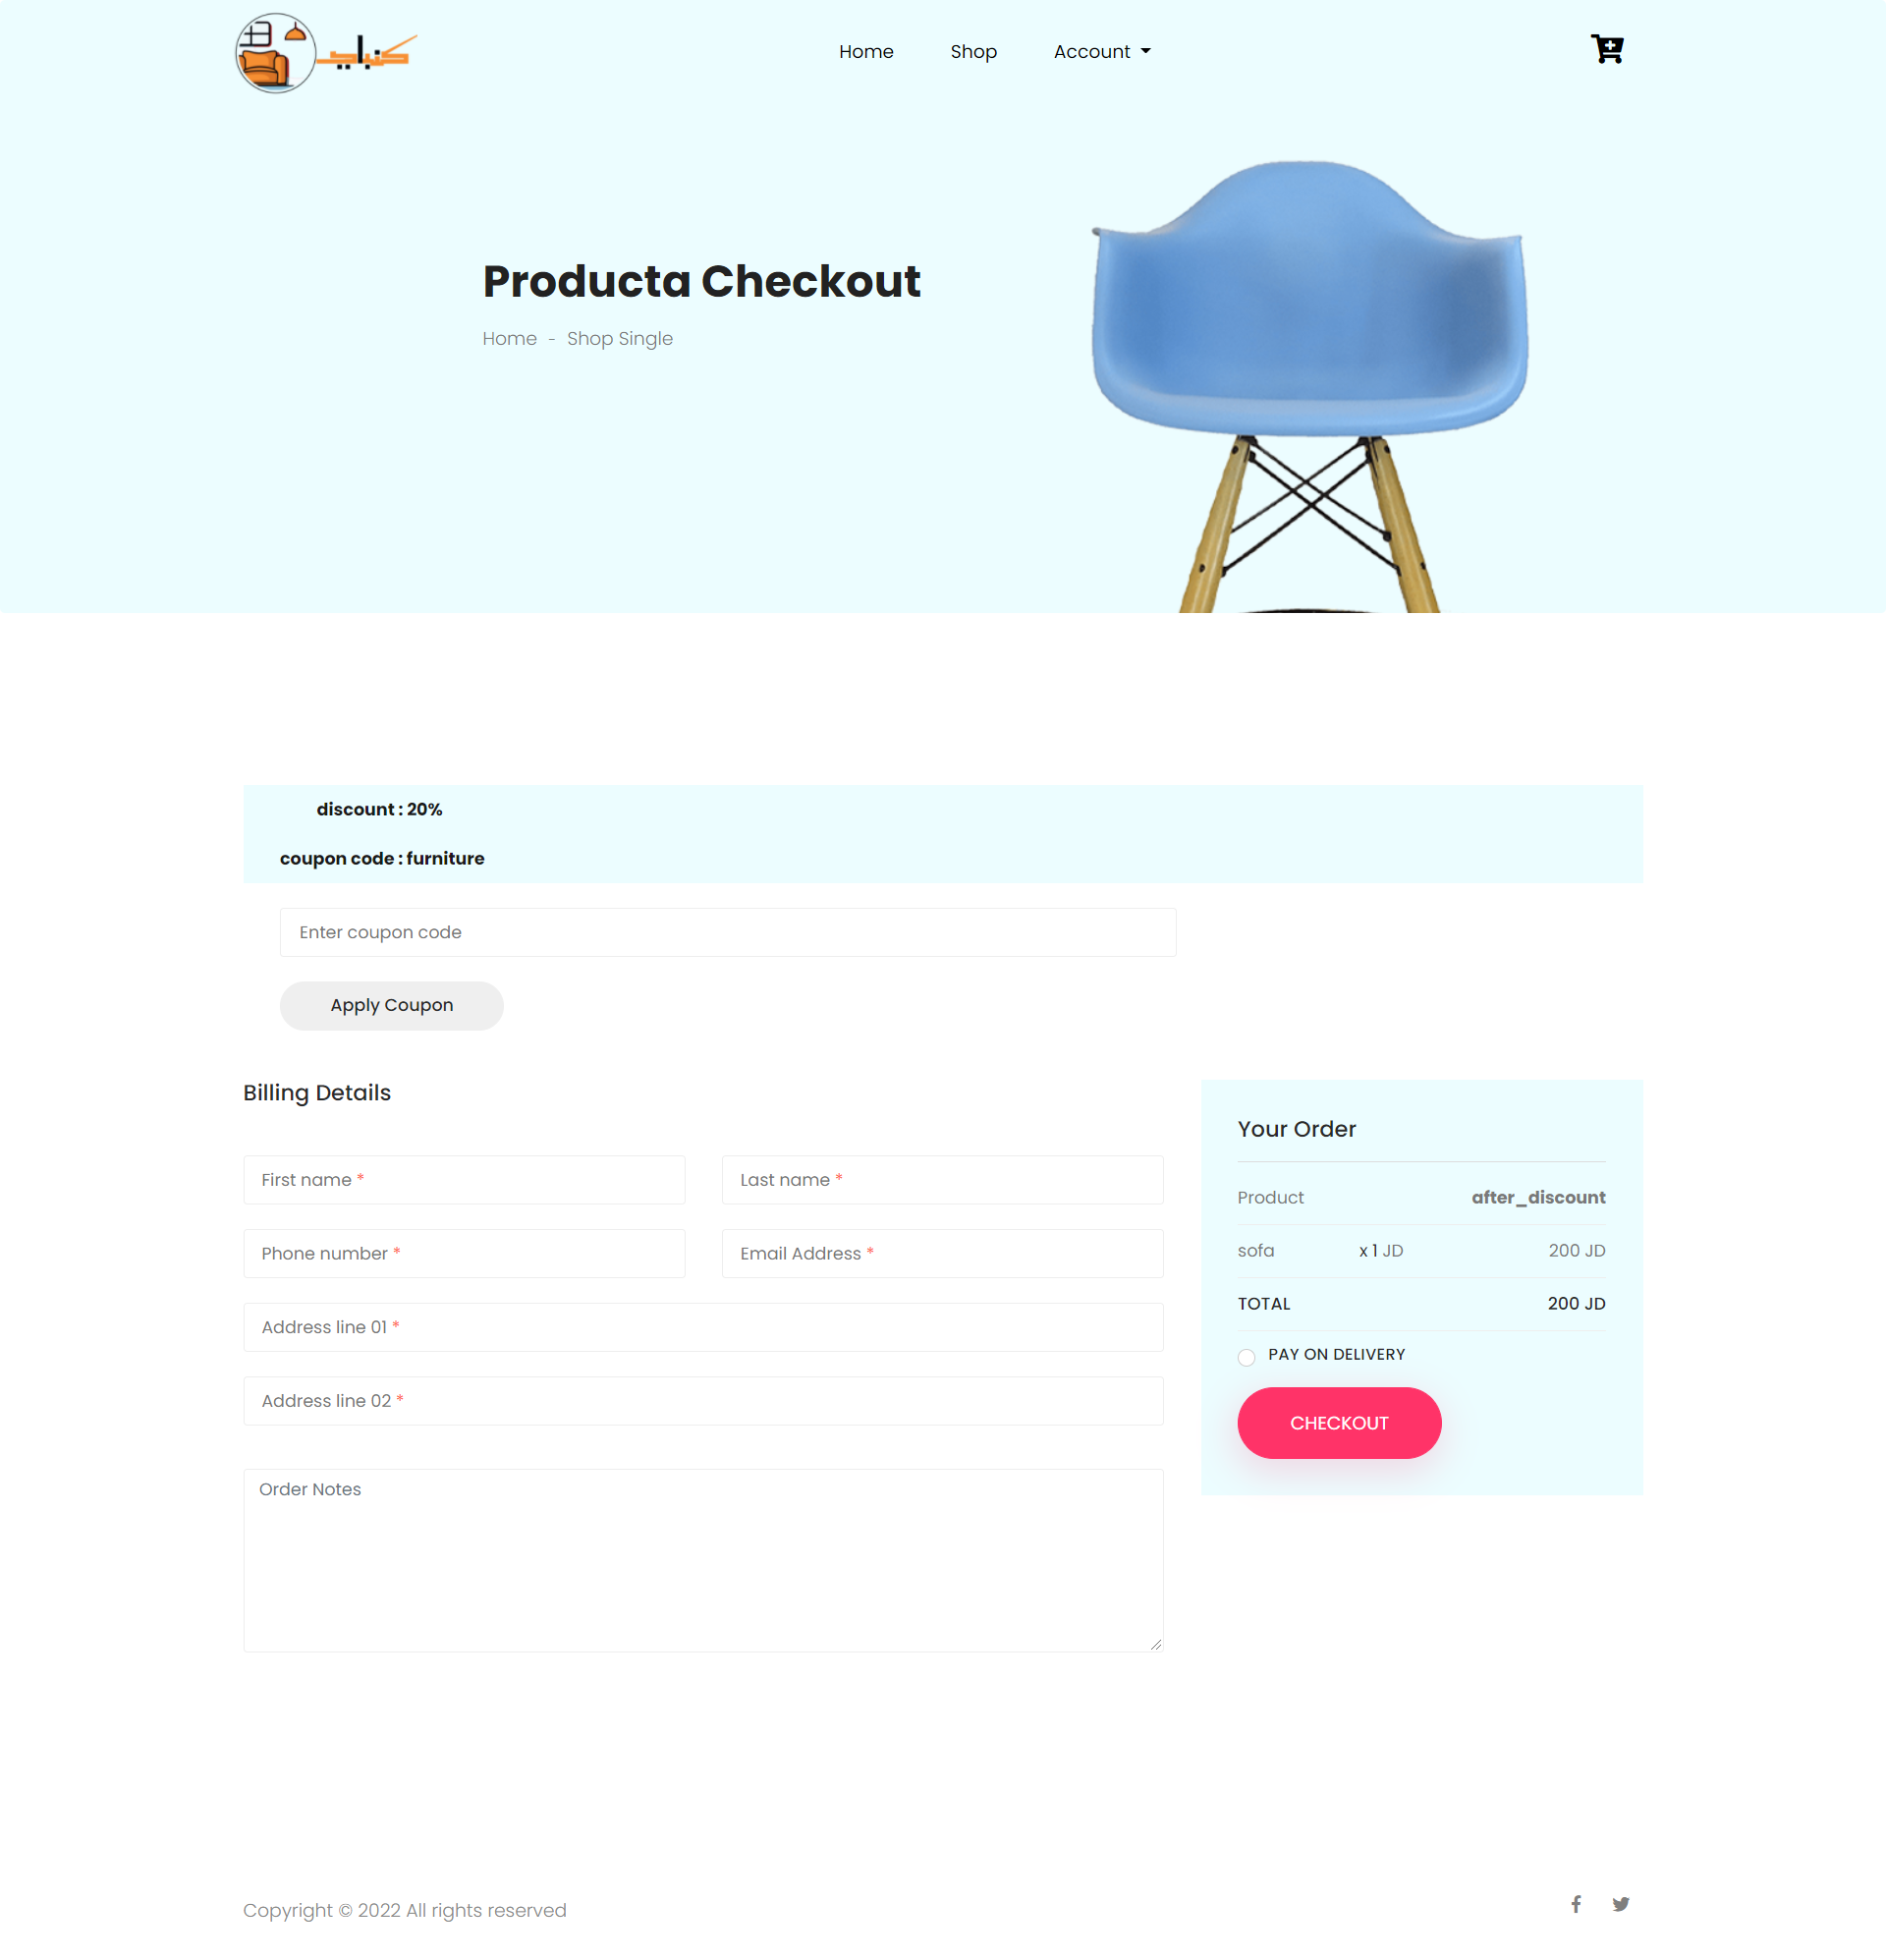 كنباية
Home Shop Account
Producta Checkout
Home - Shop Single
discount : 20%
coupon code : furniture
Enter coupon code
Apply Coupon
Billing Details
First name *
Last name *
Phone number *
Email Address *
Address line 01 *
Address line 02 *
Order Notes
Your Order
Product after_discount
sofa x 1 JD 200 JD
TOTAL 200 JD
PAY ON DELIVERY
CHECKOUT
Copyright © 2022 All rights reserved